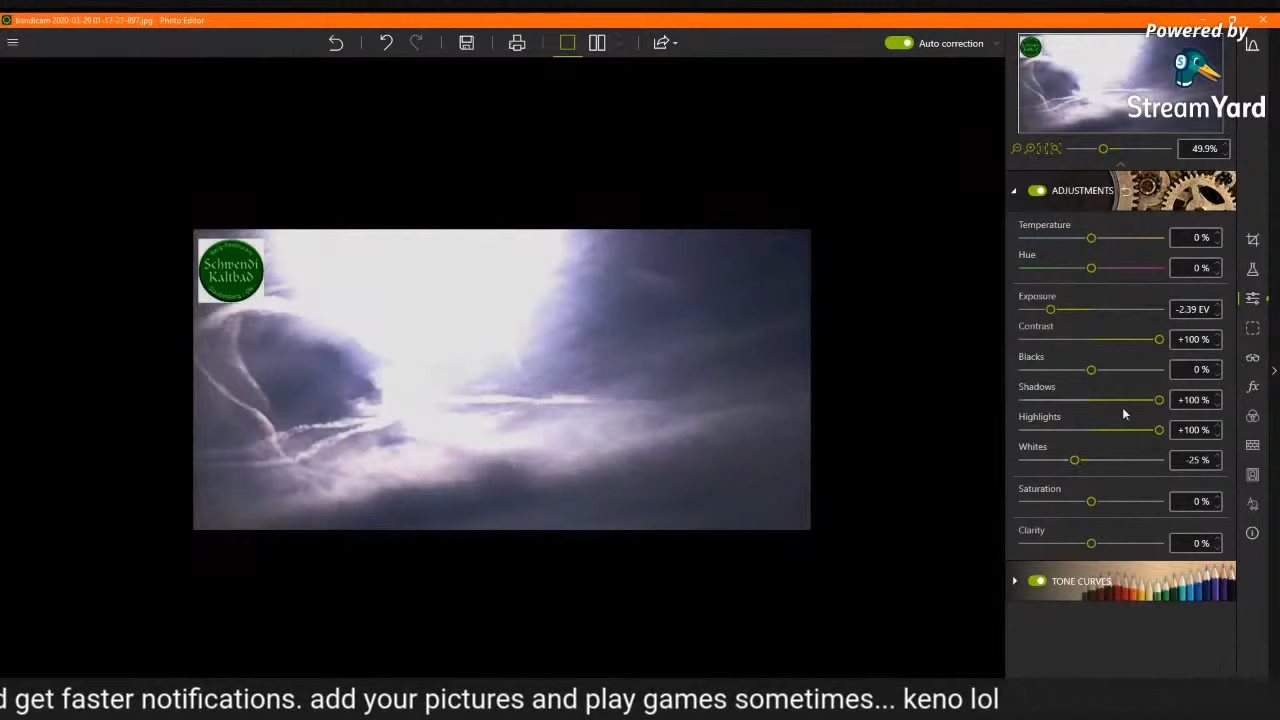 bandicam 2020-03-29 01-17-27-897.jpg - Photo Editor
Auto correction
Powered by
StreamYard
49.9%
ADJUSTMENTS
Temperature
0 %
Hue
0 %
Exposure
-2.39 EV
Contrast
+100 %
Blacks
0 %
Shadows
+100 %
Highlights
+100 %
Whites
-25 %
Saturation
0 %
Clarity
0 %
TONE CURVES
fx
Berg-Restaurant
Schwendi
Kaltbad
d get faster notifications. add your pictures and play games sometimes... keno lol